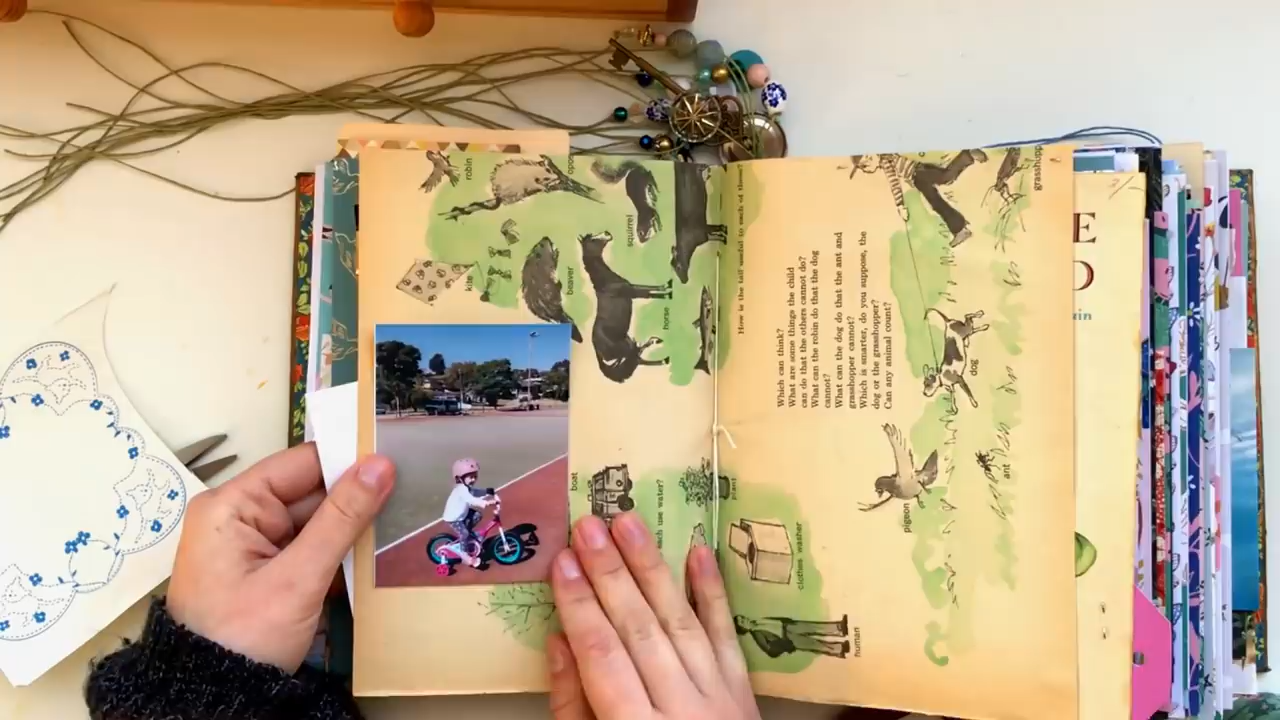 robin
kite
beaver
squirrel
horse
boat
plant
How is the tail useful to each of these?
Which can think?
What are some things the child
can do that the others cannot do?
What can the robin do that the dog
cannot?
What can the dog do that the ant and
grasshopper cannot?
Which is smarter, do you suppose, the
dog or the grasshopper?
Can any animal count?
clothes washer
human
pigeon
dog
ant
E
D